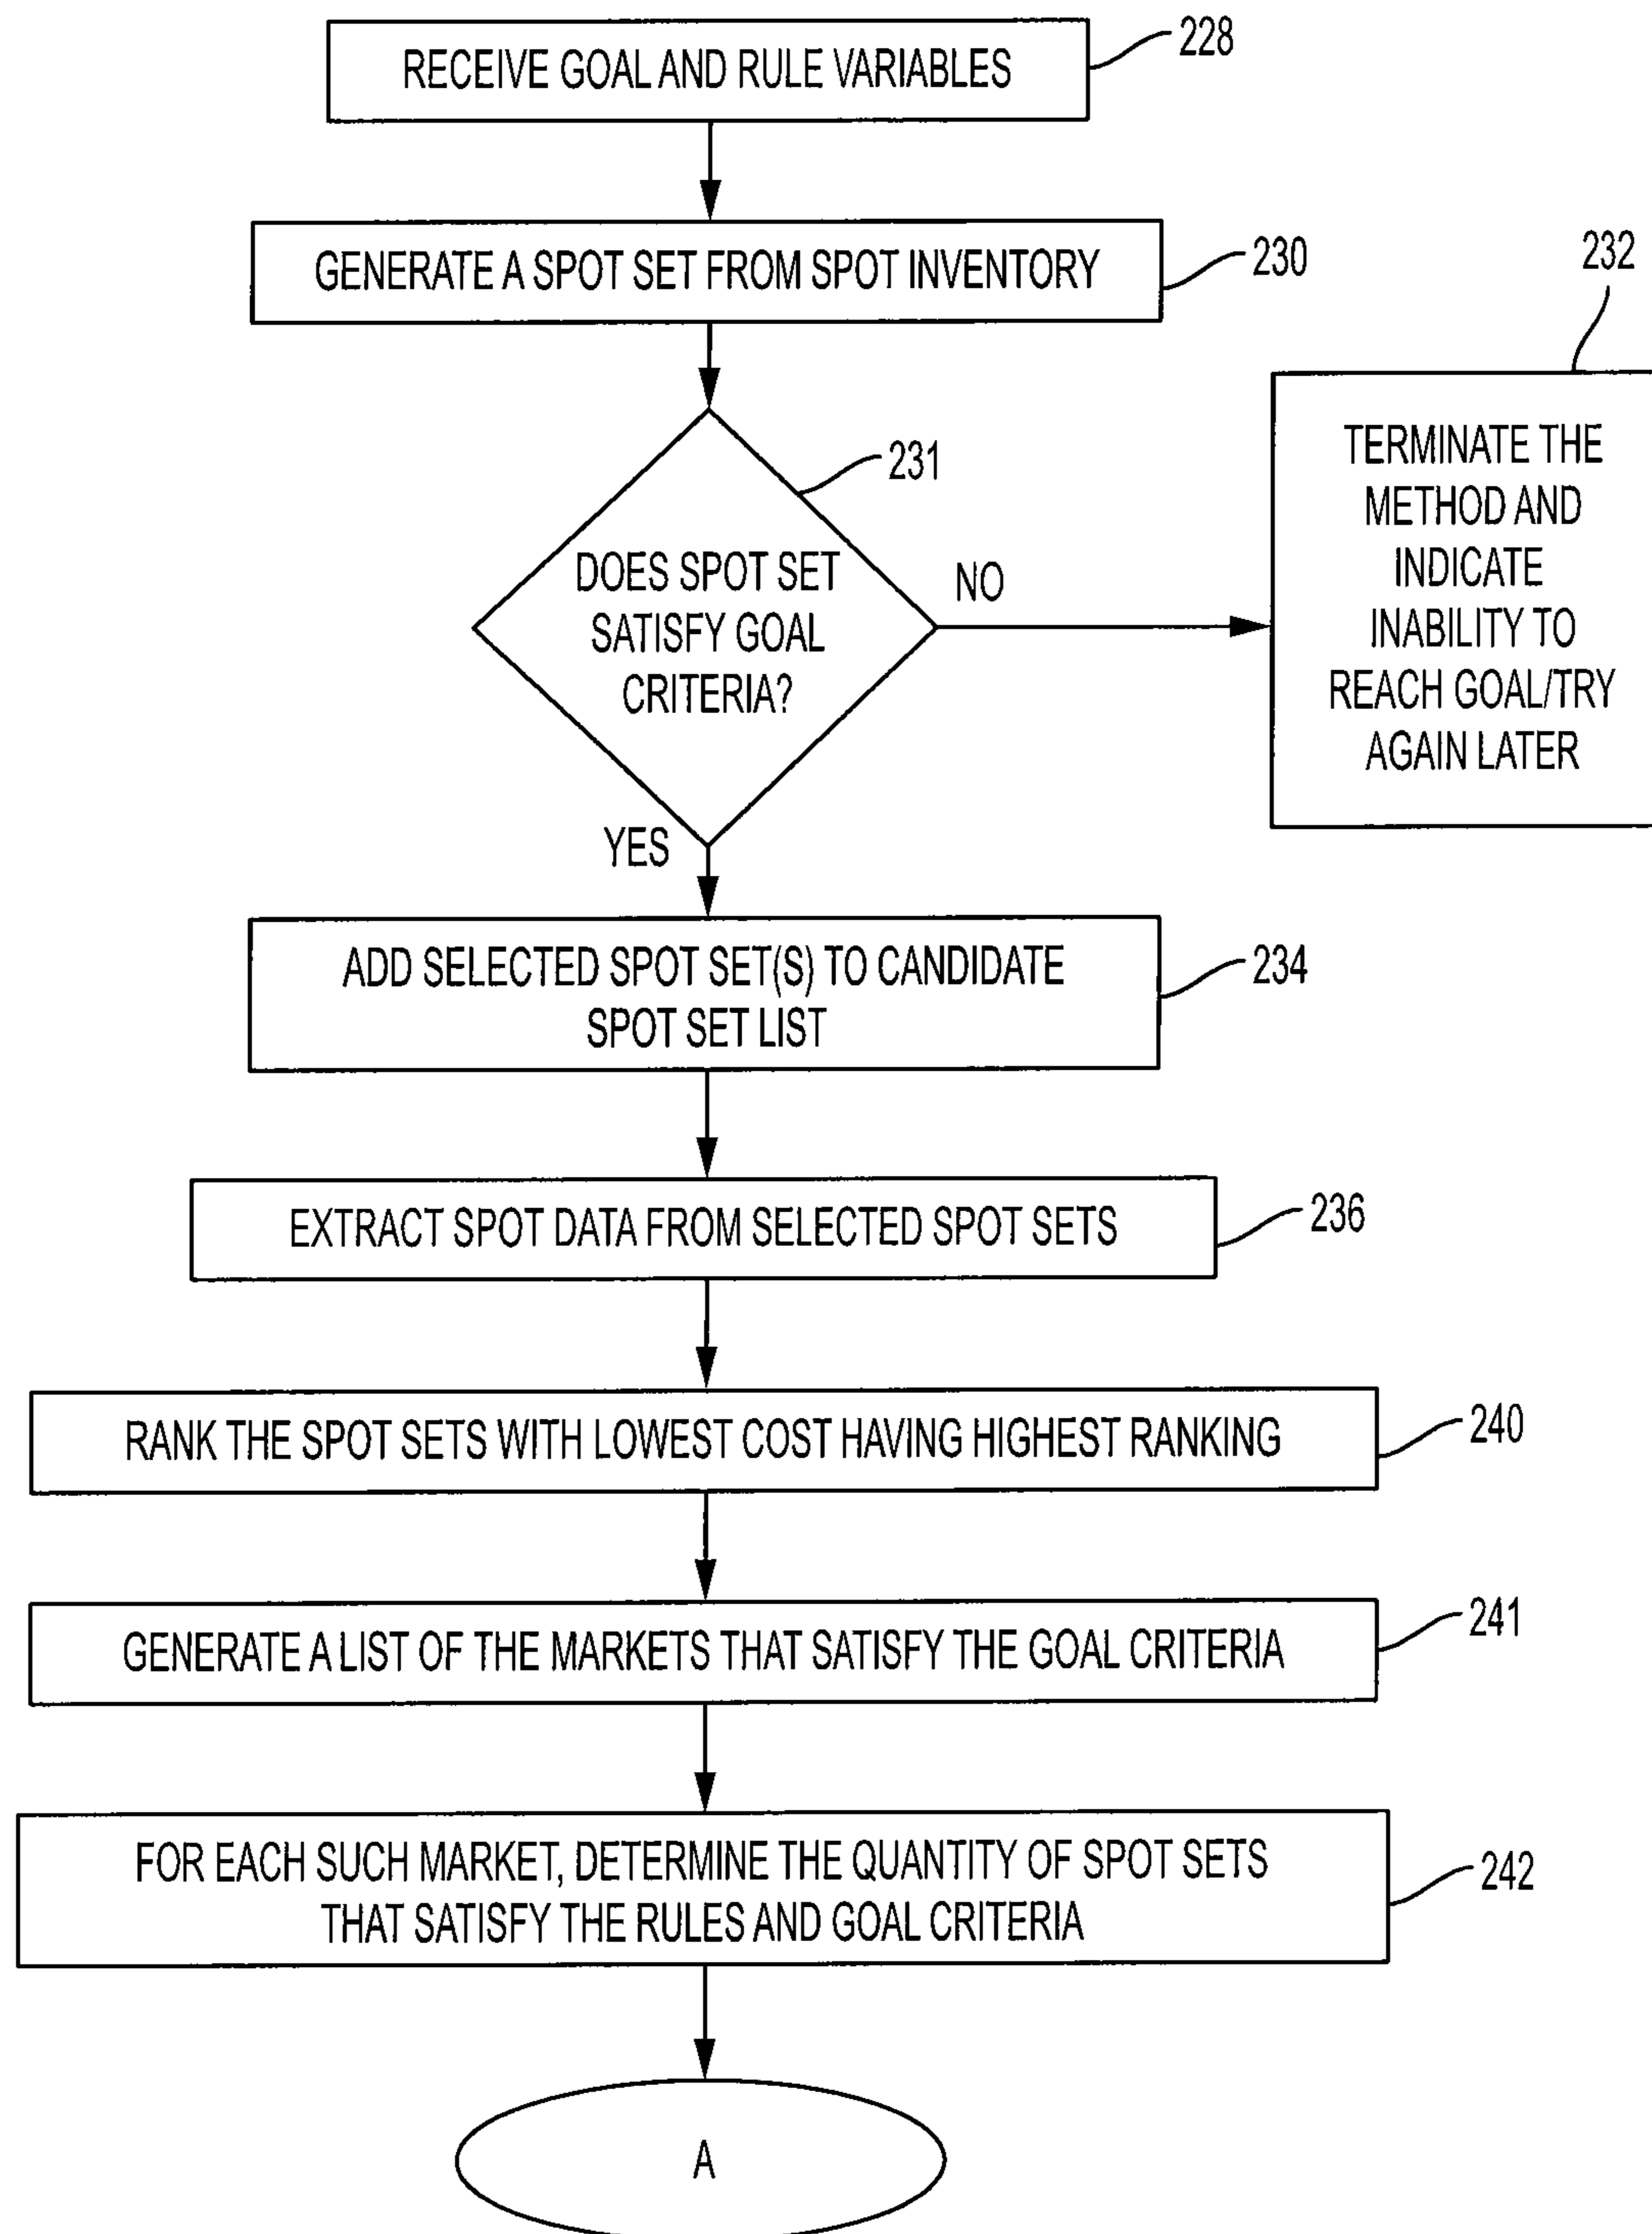 RECEIVE GOAL AND RULE VARIABLES
228
GENERATE A SPOT SET FROM SPOT INVENTORY
230
232
TERMINATE THE
METHOD AND
INDICATE
INABILITY TO
REACH GOAL/TRY
AGAIN LATER
231
DOES SPOT SET
SATISFY GOAL
CRITERIA?
NO
YES
ADD SELECTED SPOT SET(S) TO CANDIDATE
SPOT SET LIST
234
EXTRACT SPOT DATA FROM SELECTED SPOT SETS
236
RANK THE SPOT SETS WITH LOWEST COST HAVING HIGHEST RANKING
240
GENERATE A LIST OF THE MARKETS THAT SATISFY THE GOAL CRITERIA
241
FOR EACH SUCH MARKET, DETERMINE THE QUANTITY OF SPOT SETS
THAT SATISFY THE RULES AND GOAL CRITERIA
242
A